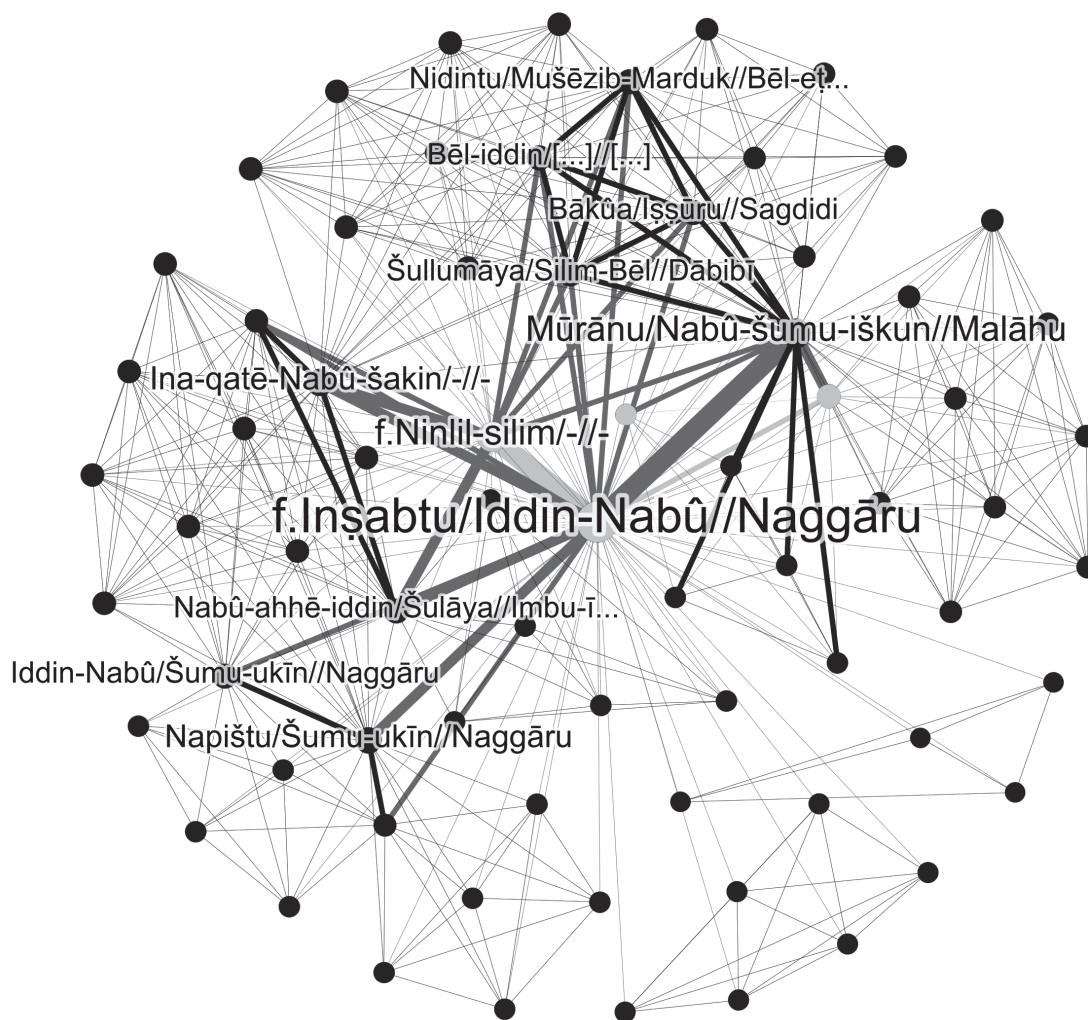 Nidintu/Mušēzib-Marduk//Bēl-eṭ...
Bēl-iddin/[...]/ [...]
Bākûa/Iṣṣūru//Sagdidi
Šullumāya/Silim-Bēl//Dābibī
Mūrānu/Nabû-šumu-iškun//Malāhu
Ina-qatē-Nabû-šakin/-//-
f.Ninlil-silim/-//-
f.Inṣabtu/Iddin-Nabû//Naggāru
Nabû-ahhē-iddin/Šulāya//Imbu-ī...
Iddin-Nabû/Šumu-ukīn//Naggāru
Napištu/Šumu-ukīn//Naggāru